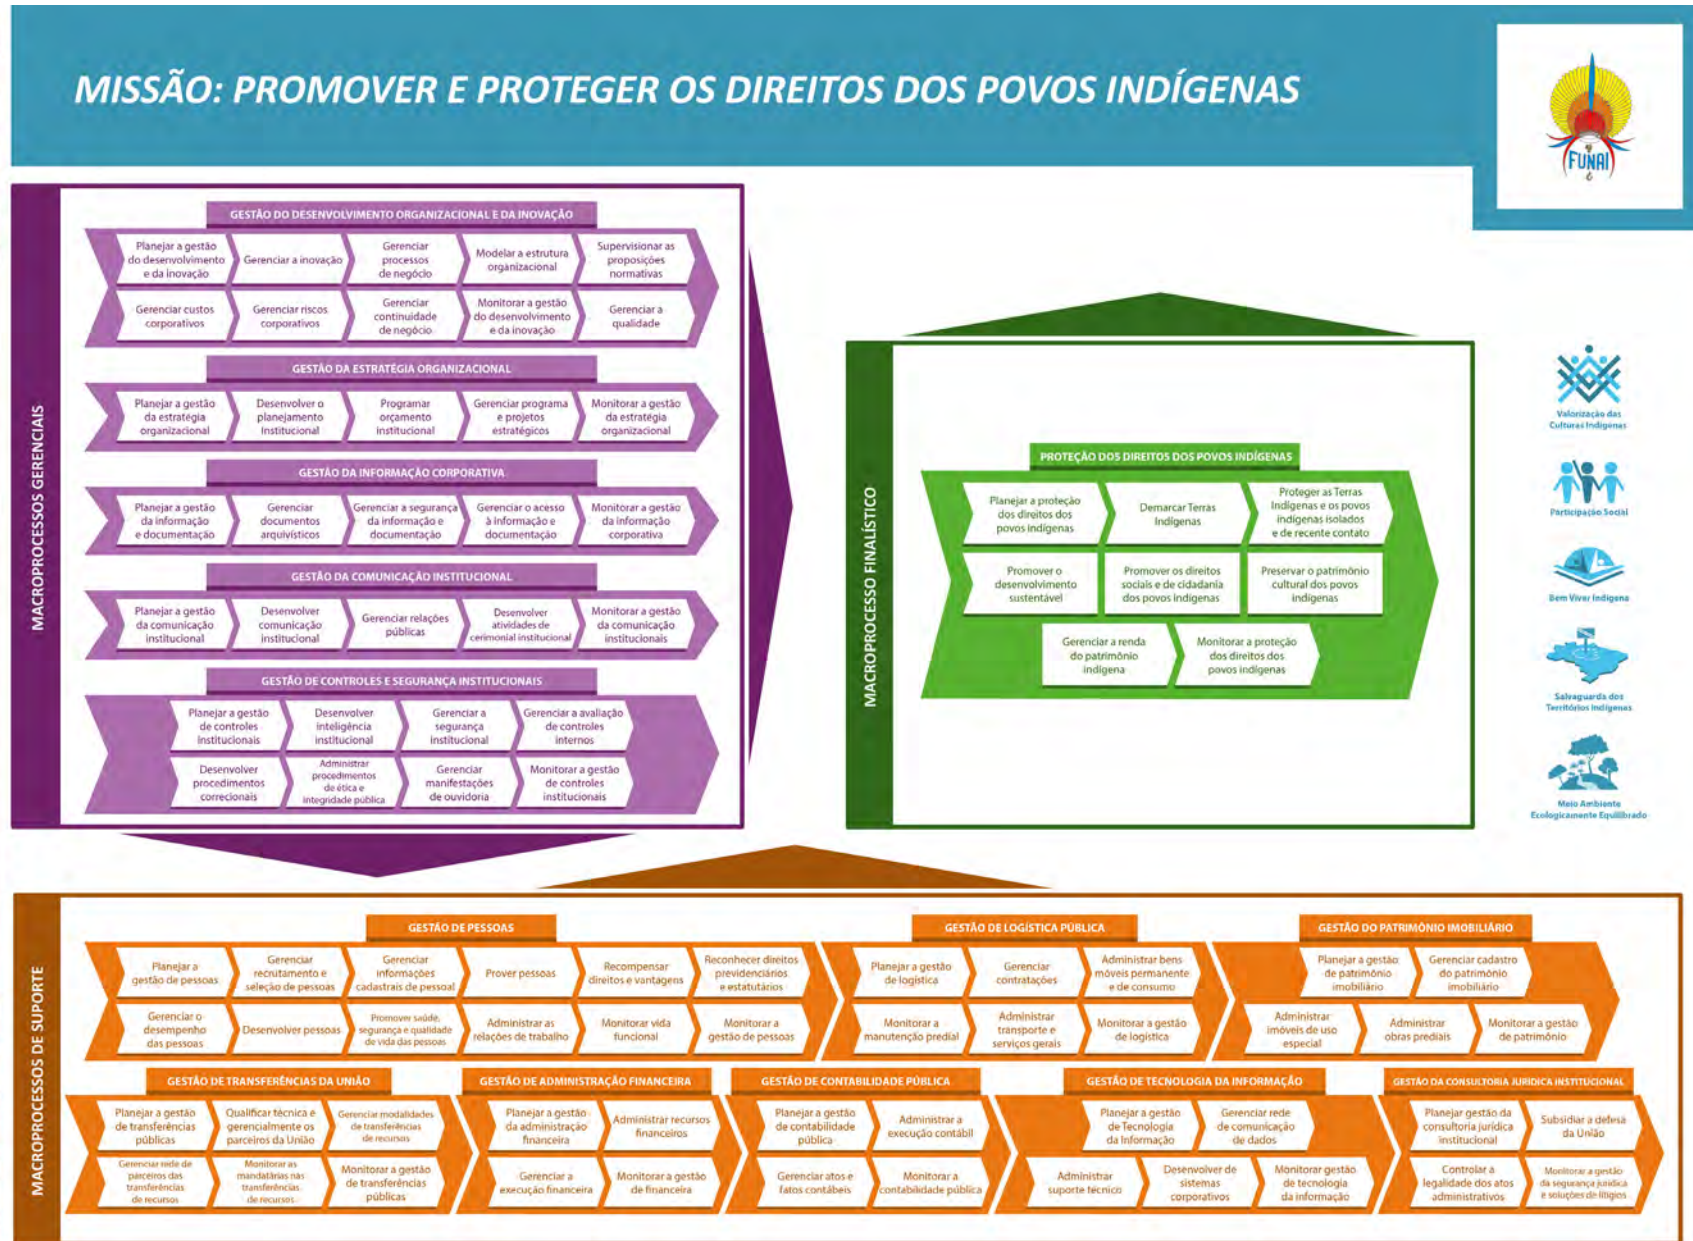 MISSÃO: PROMOVER E PROTEGER OS DIREITOS DOS POVOS INDÍGENAS
FUNAI
MACROPROCESSOS GERENCIAIS
GESTÃO DO DESENVOLVIMENTO ORGANIZACIONAL E DA INOVAÇÃO
Planejar a gestão
do desenvolvimento
e da inovação
Gerenciar a inovação
Gerenciar
processos
de negócio
Modelar a estrutura
organizacional
Supervisionar as
proposições
normativas
Gerenciar custos
corporativos
Gerenciar riscos
corporativos
Gerenciar
continuidade
de negócio
Monitorar a gestão
do desenvolvimento
e da inovação
Gerenciar a
qualidade
GESTÃO DA ESTRATÉGIA ORGANIZACIONAL
Planejar a gestão
da estratégia
organizacional
Desenvolver o
planejamento
Institucional
Programar
orçamento
institucional
Gerenciar programa
e projetos
estratégicos
Monitorar a gestão
da estratégia
organizacional
GESTÃO DA INFORMAÇÃO CORPORATIVA
Planejar a gestão
da informação
e documentação
Gerenciar
documentos
arquivísticos
Gerenciar a segurança
da informação e
documentação
Gerenciar o acesso
à informação e
documentação
Monitorar a gestão
da informação
corporativa
GESTÃO DA COMUNICAÇÃO INSTITUCIONAL
Planejar a gestão
da comunicação
institucional
Desenvolver
comunicação
institucional
Gerenciar relações
públicas
Desenvolver
atividades de
cerimonial institucional
Monitorar a gestão
da comunicação
institucionais
GESTÃO DE CONTROLES E SEGURANÇA INSTITUCIONAIS
Planejar a gestão
de controles
institucionais
Desenvolver
inteligência
institucional
Gerenciar a
segurança
institucional
Gerenciar a avaliação
de controles
internos
Desenvolver
procedimentos
correcionais
Administrar
procedimentos
de ética e
integridade pública
Gerenciar
manifestações
de ouvidoria
Monitorar a gestão
de controles
institucionais
MACROPROCESSO FINALÍSTICO
PROTEÇÃO DOS DIREITOS DOS POVOS INDÍGENAS
Planejar a proteção
dos direitos dos
povos indígenas
Demarcar Terras
Indígenas
Proteger as Terras
Indígenas e os povos
indígenas isolados
e de recente contato
Promover o
desenvolvimento
sustentável
Promover os direitos
sociais e de cidadania
dos povos indígenas
Preservar o patrimônio
cultural dos povos
indígenas
Gerenciar a renda
do patrimônio
indígena
Monitorar a proteção
dos direitos dos
povos indígenas
Valorização das
Culturas Indígenas
Participação Social
Bem Viver Indígena
Salvaguarda dos
Territórios Indígenas
Meio Ambiente
Ecologicamente Equilibrado
MACROPROCESSOS DE SUPORTE
GESTÃO DE PESSOAS
Planejar a
gestão de pessoas
Gerenciar
recrutamento e
seleção de pessoas
Gerenciar
informações
cadastrais de pessoal
Prover pessoas
Recompensar
direitos e vantagens
Reconhecer direitos
previdenciários
e estatutários
Gerenciar o
desempenho
das pessoas
Desenvolver pessoas
Promover saúde,
segurança e qualidade
de vida das pessoas
Administrar as
relações de trabalho
Monitorar vida
funcional
Monitorar a
gestão de pessoas
GESTÃO DE LOGÍSTICA PÚBLICA
Planejar a gestão
de logística
Gerenciar
contratações
Administrar bens
móveis permanente
e de consumo
Monitorar a
manutenção predial
Administrar
transporte e
serviços gerais
Monitorar a gestão
de logística
GESTÃO DO PATRIMÔNIO IMOBILIÁRIO
Planejar a gestão
de patrimônio
imobiliário
Gerenciar cadastro
do patrimônio
imobiliário
Administrar
imóveis de uso
especial
Administrar
obras prediais
Monitorar a gestão
de patrimônio
GESTÃO DE TRANSFERÊNCIAS DA UNIÃO
Planejar a gestão
de transferências
públicas
Qualificar técnica e
gerencialmente os
parceiros da União
Gerenciar modalidades
de transferências
de recursos
Gerenciar rede de
parceiros das
transferências
de recursos
Monitorar as
mandatárias nas
transferências
de recursos
Monitorar a gestão
de transferências
públicas
GESTÃO DE ADMINISTRAÇÃO FINANCEIRA
Planejar a gestão
da administração
financeira
Administrar recursos
financeiros
Gerenciar a
execução financeira
Monitorar a gestão
de financeira
GESTÃO DE CONTABILIDADE PÚBLICA
Planejar a gestão
de contabilidade
pública
Administrar a
execução contábil
Gerenciar atos e
fatos contábeis
Monitorar a
contabilidade pública
GESTÃO DE TECNOLOGIA DA INFORMAÇÃO
Planejar a gestão
de Tecnologia
da Informação
Gerenciar rede
de comunicação
de dados
Administrar
suporte técnico
Desenvolver de
sistemas
corporativos
Monitorar gestão
de tecnologia
da informação
GESTÃO DA CONSULTORIA JURÍDICA INSTITUCIONAL
Planejar gestão da
consultoria jurídica
institucional
Subsidiar a defesa
da União
Controlar a
legalidade dos atos
administrativos
Monitorar a gestão
da segurança jurídica
e soluções de litígios